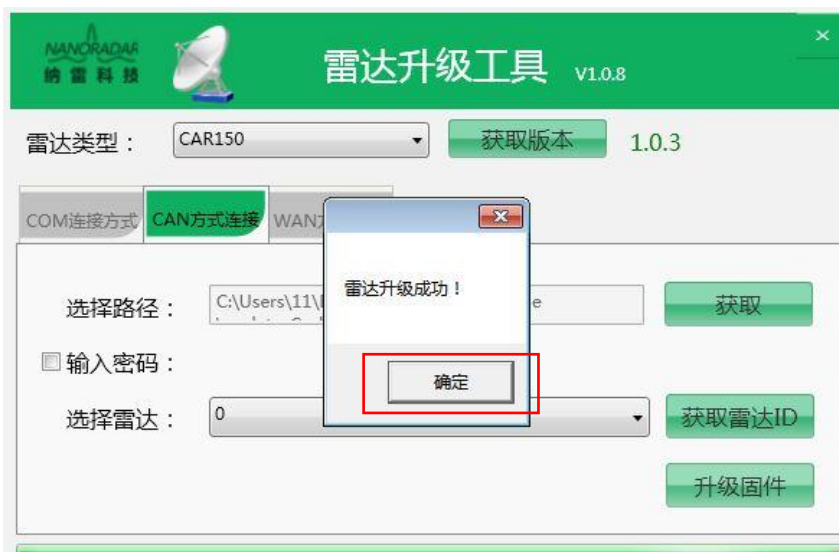 NANORADAR
纳雷科技
雷达升级工具 V1.0.8
雷达类型： CAR150 获取版本 1.0.3
COM连接方式 CAN方式连接 WAN
雷达升级成功！
选择路径： C:\Users\11\ e 获取
输入密码：
确定
选择雷达： 0 获取雷达ID
升级固件